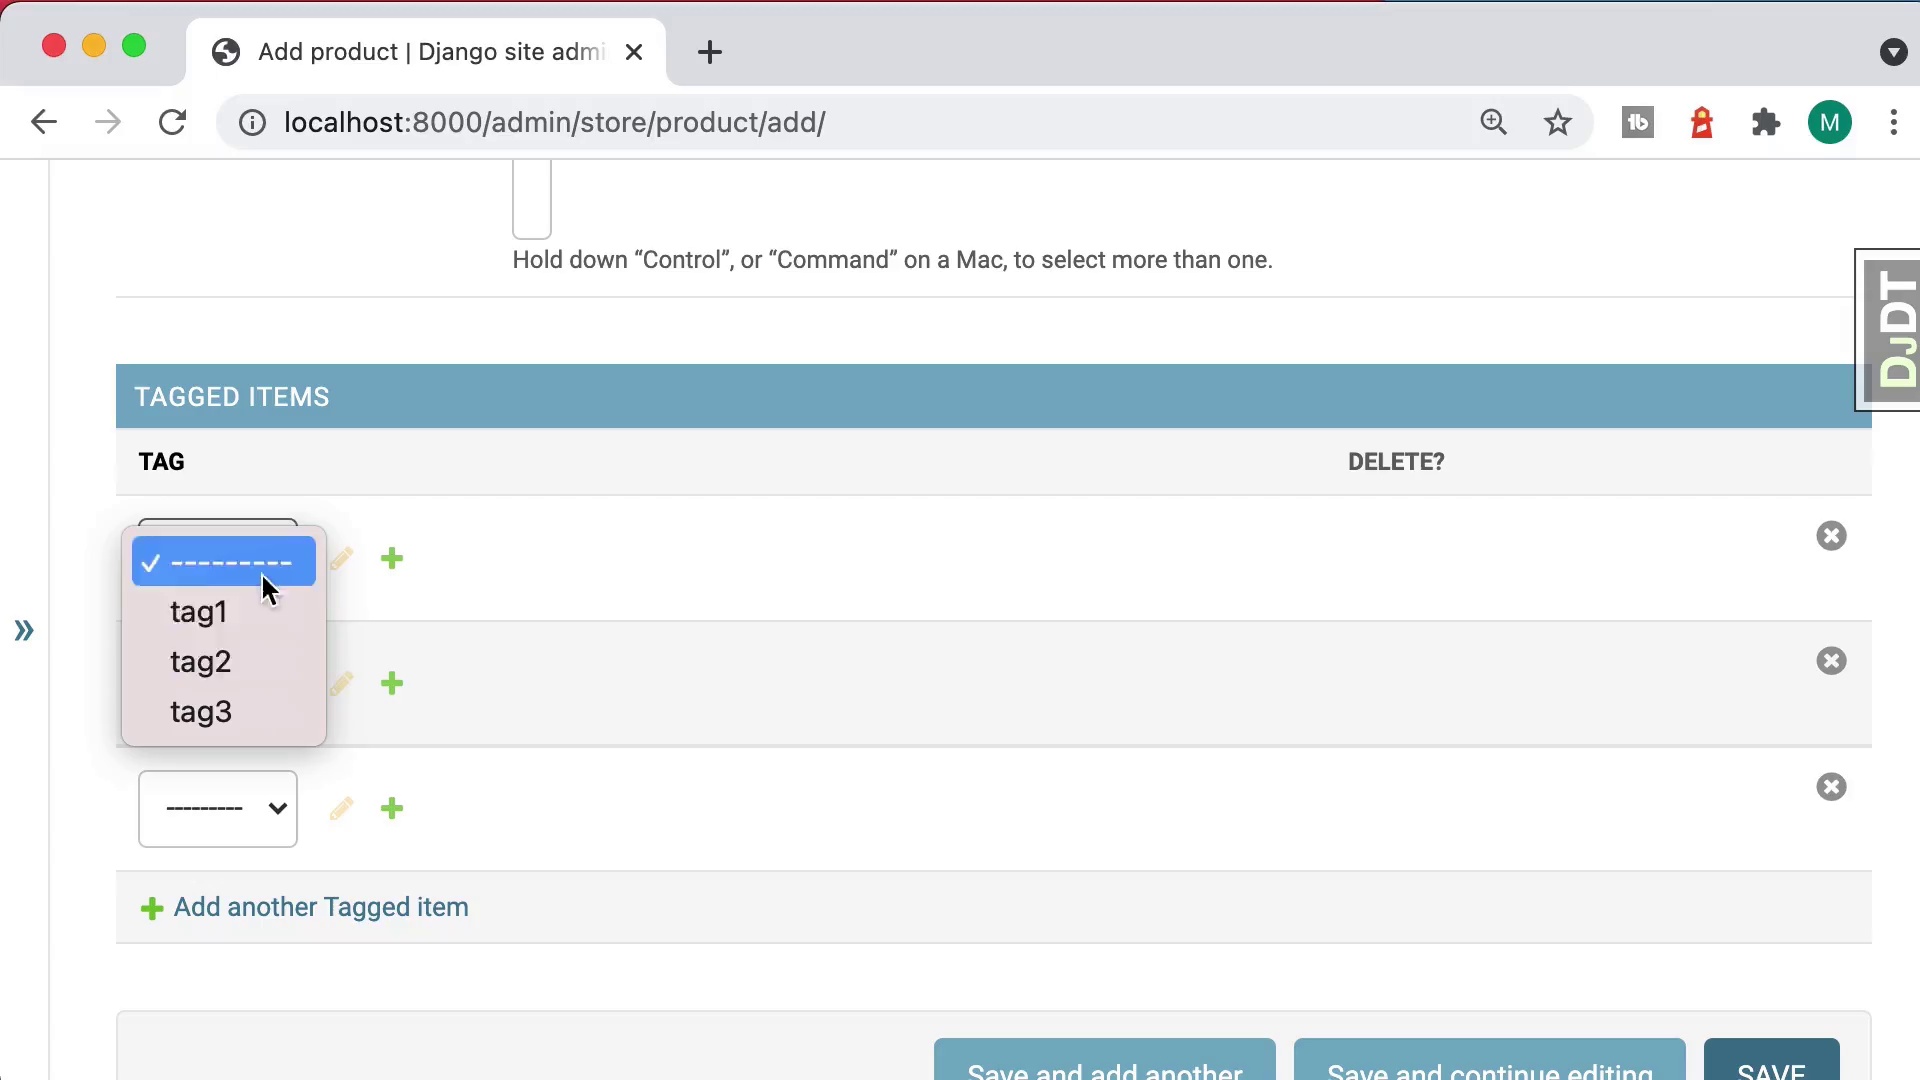 Add product | Django site admi
localhost:8000/admin/store/product/add/
M
Hold down “Control”, or “Command” on a Mac, to select more than one.
DJDT
TAGGED ITEMS
TAG DELETE?
✓ ---------
tag1
tag2
tag3
---------
Add another Tagged item
Save and add another Save and continue editing SAVE